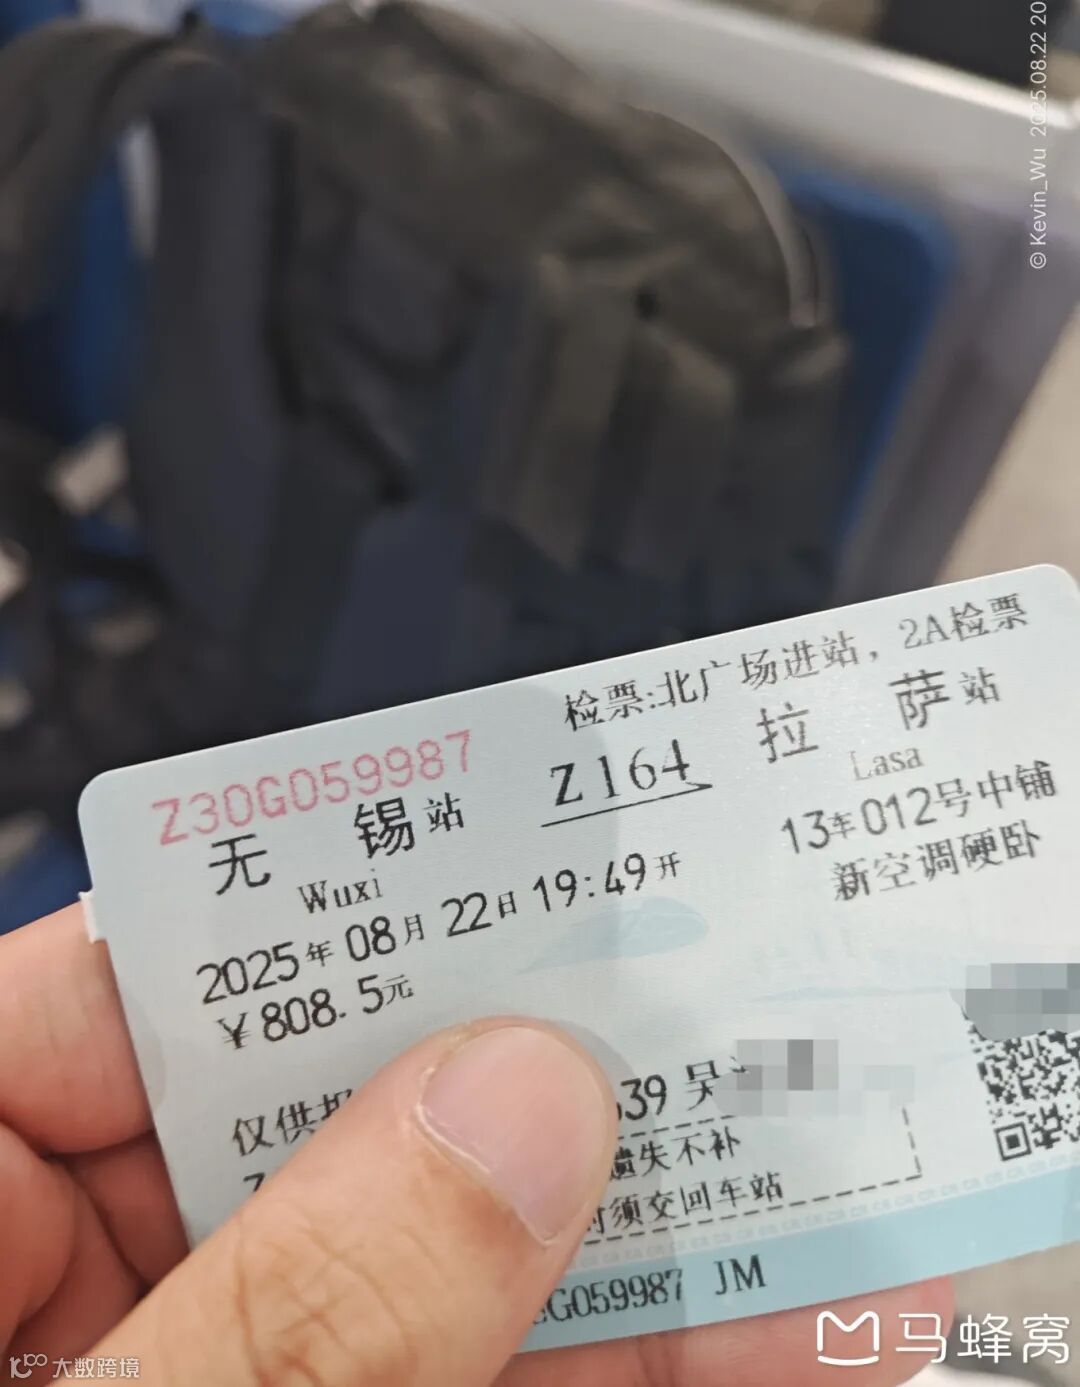 © Kevin_Wu 2025.08.22 20
检票:北广场进站，2A检票
Z30G059987
无锡站
Z164
拉萨站
Wuxi
Lasa
2025年08月22日19:49开
13车012号中铺
¥808.5元
新空调硬卧
仅供报
639 吴
遗失不补
须交回车站
G059987 JM
马蜂窝
大数跨境